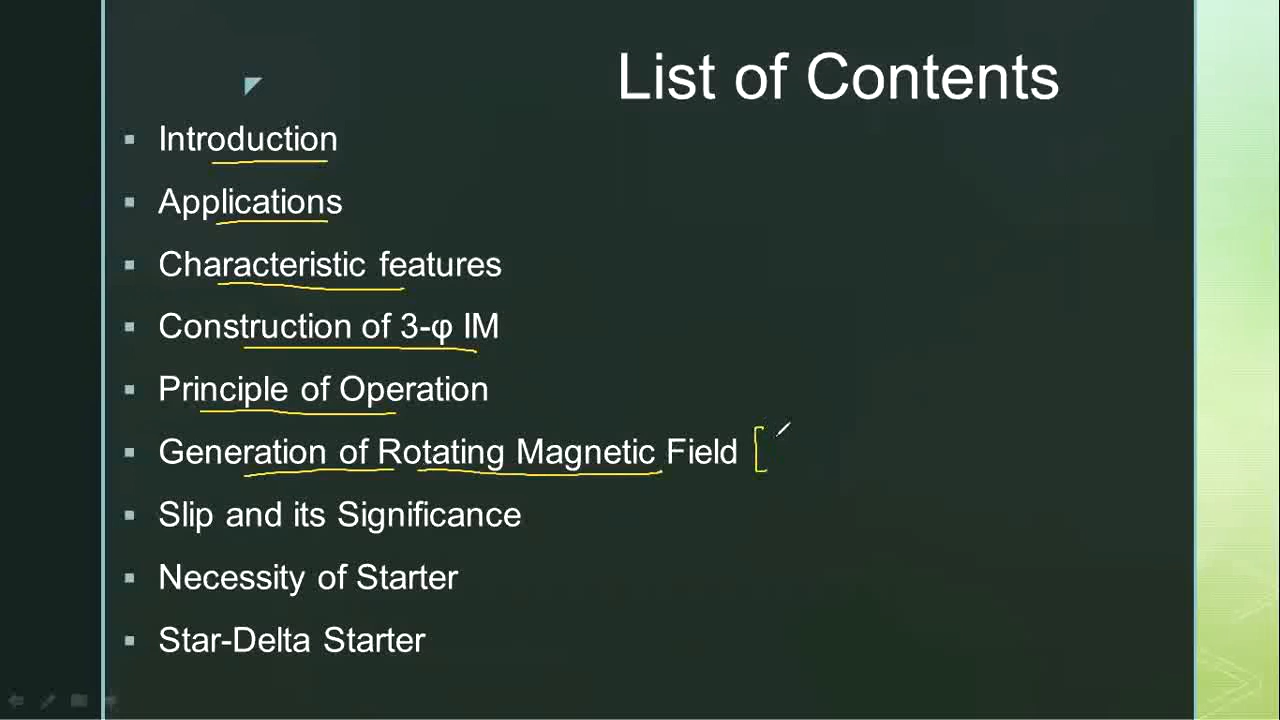 List of Contents
Introduction
Applications
Characteristic features
Construction of 3-φ IM
Principle of Operation
Generation of Rotating Magnetic Field [
Slip and its Significance
Necessity of Starter
Star-Delta Starter